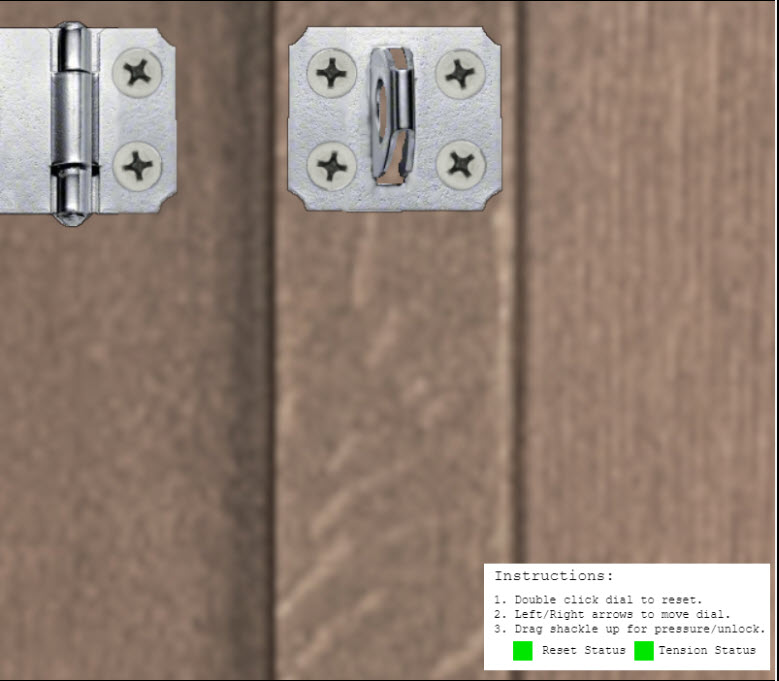 Instructions:
1. Double click dial to reset.
2. Left/Right arrows to move dial.
3. Drag shackle up for pressure/unlock.
Reset Status Tension Status